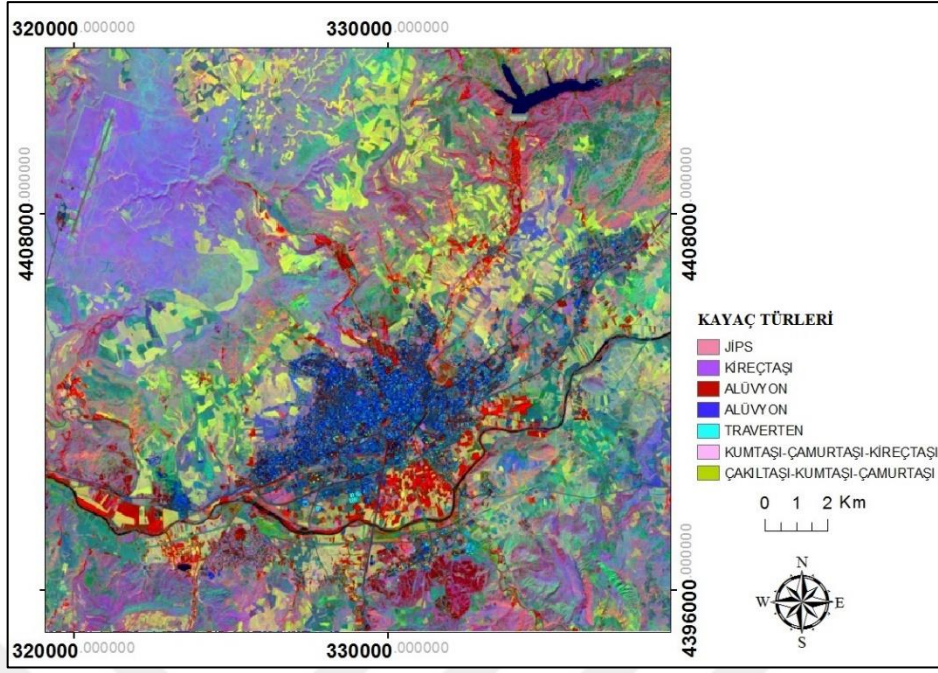 320000.000000
330000.000000
4408000.000000
4408000.000000
KAYAÇ TÜRLERİ
JİPS
KİREÇTAŞI
ALÜVYON
ALÜVYON
TRAVERTEN
KUMTAŞI-ÇAMURTAŞI-KİREÇTAŞI
ÇAKILTAŞI-KUMTAŞI-ÇAMURTAŞI
0 1 2 Km
N
W E
S
4396000.000000
320000.000000
330000.000000